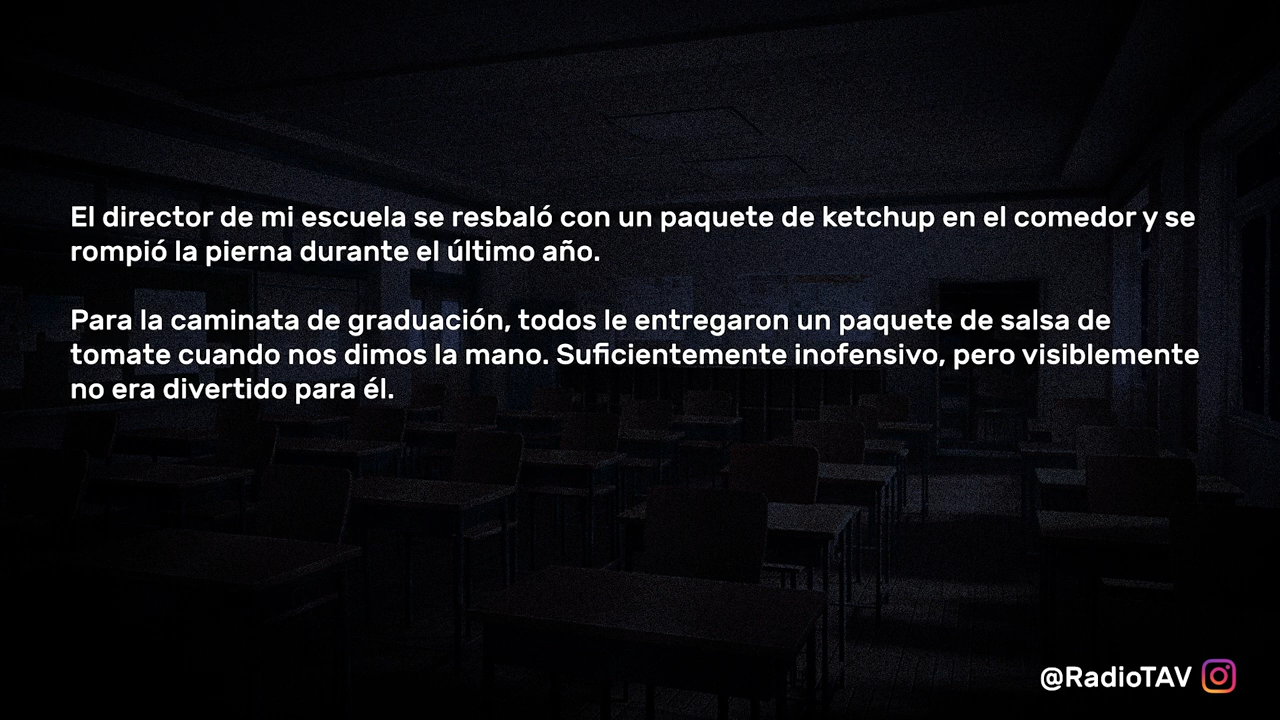 El director de mi escuela se resbaló con un paquete de ketchup en el comedor y se
rompió la pierna durante el último año.
Para la caminata de graduación, todos le entregaron un paquete de salsa de
tomate cuando nos dimos la mano. Suficientemente inofensivo, pero visiblemente
no era divertido para él.
@RadioTAV